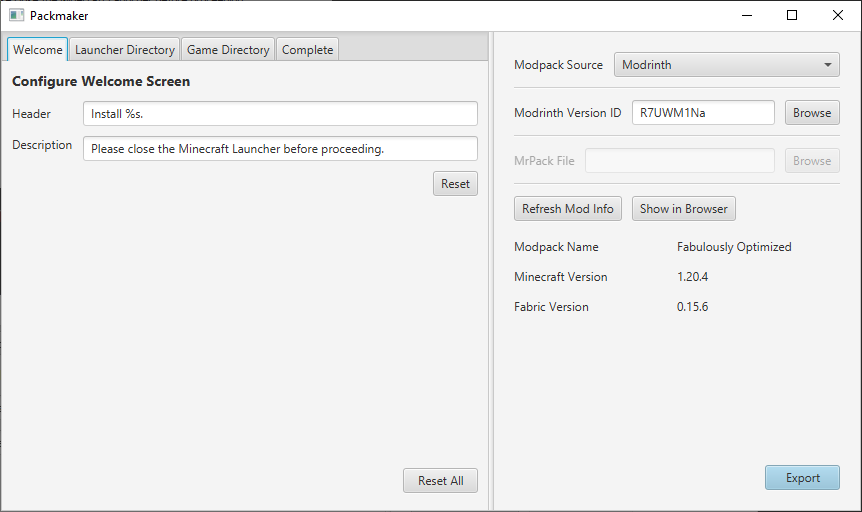 Packmaker
Welcome Launcher Directory Game Directory Complete
Configure Welcome Screen
Header Install %s.
Description Please close the Minecraft Launcher before proceeding.
Reset
Reset All
Modpack Source Modrinth
Modrinth Version ID R7UWM1Na Browse
MrPack File Browse
Refresh Mod Info Show in Browser
Modpack Name Fabulously Optimized
Minecraft Version 1.20.4
Fabric Version 0.15.6
Export